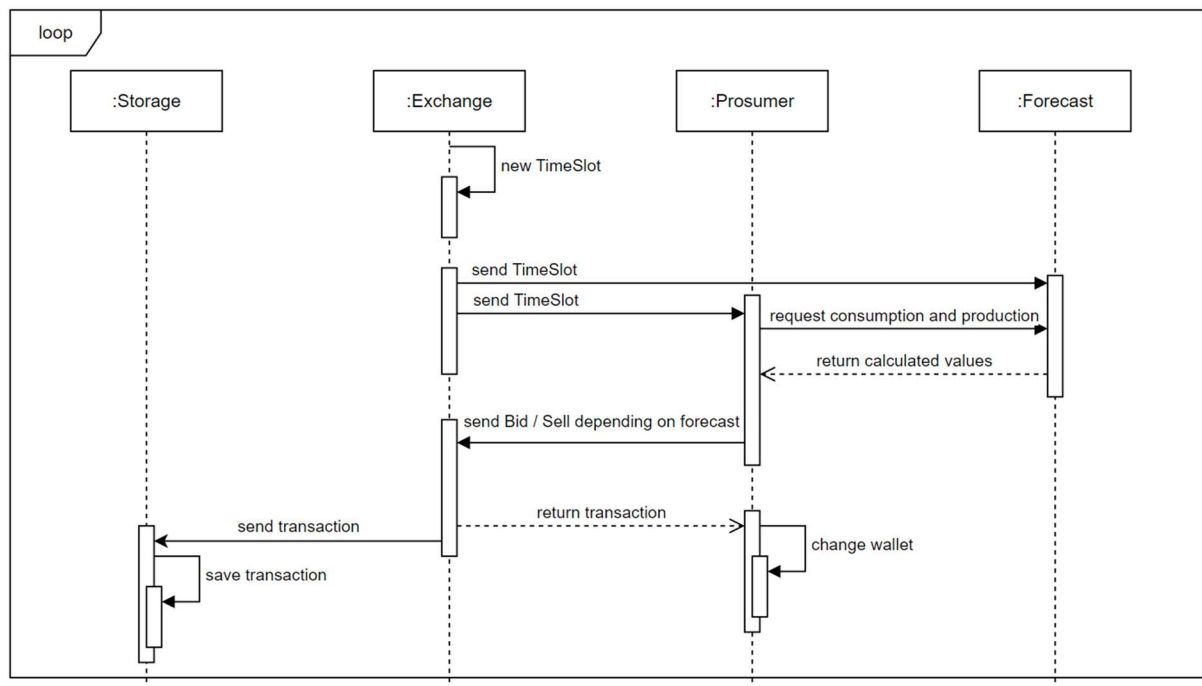 loop
:Storage
:Exchange
:Prosumer
:Forecast
new TimeSlot
send TimeSlot
send TimeSlot
request consumption and production
return calculated values
send Bid / Sell depending on forecast
return transaction
send transaction
change wallet
save transaction